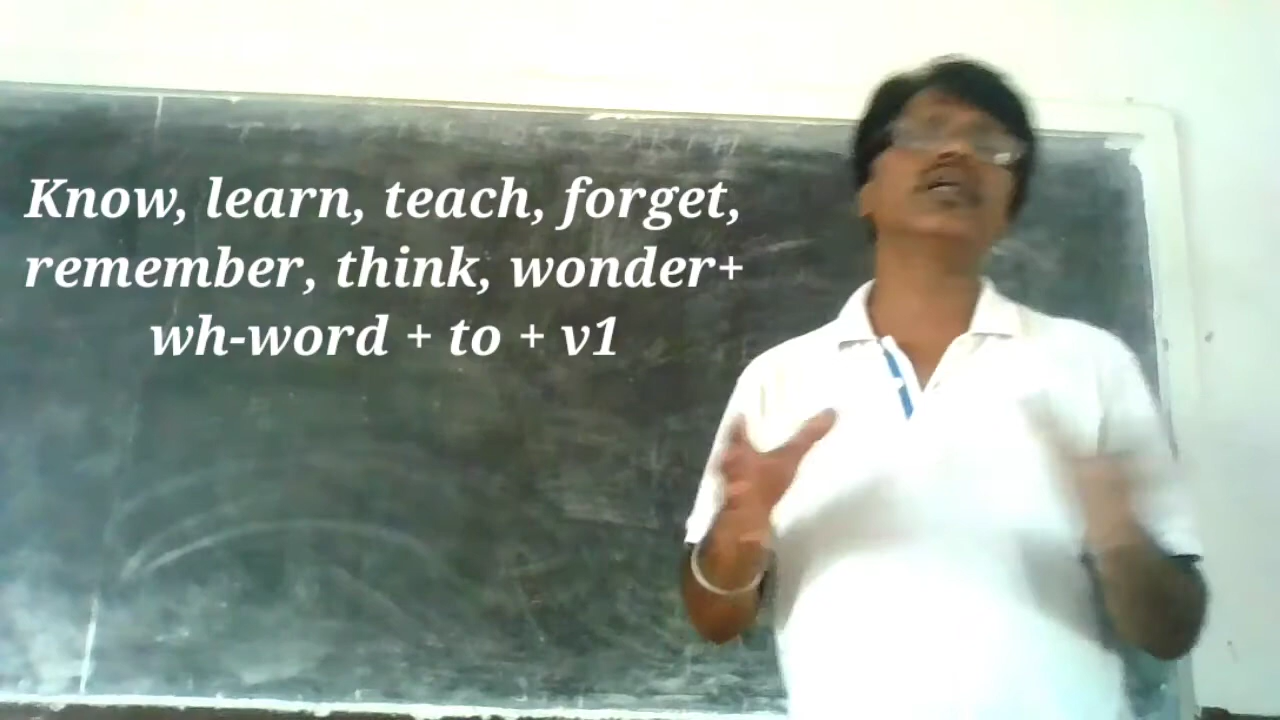 Know, learn, teach, forget,
remember, think, wonder+
wh-word + to + v1